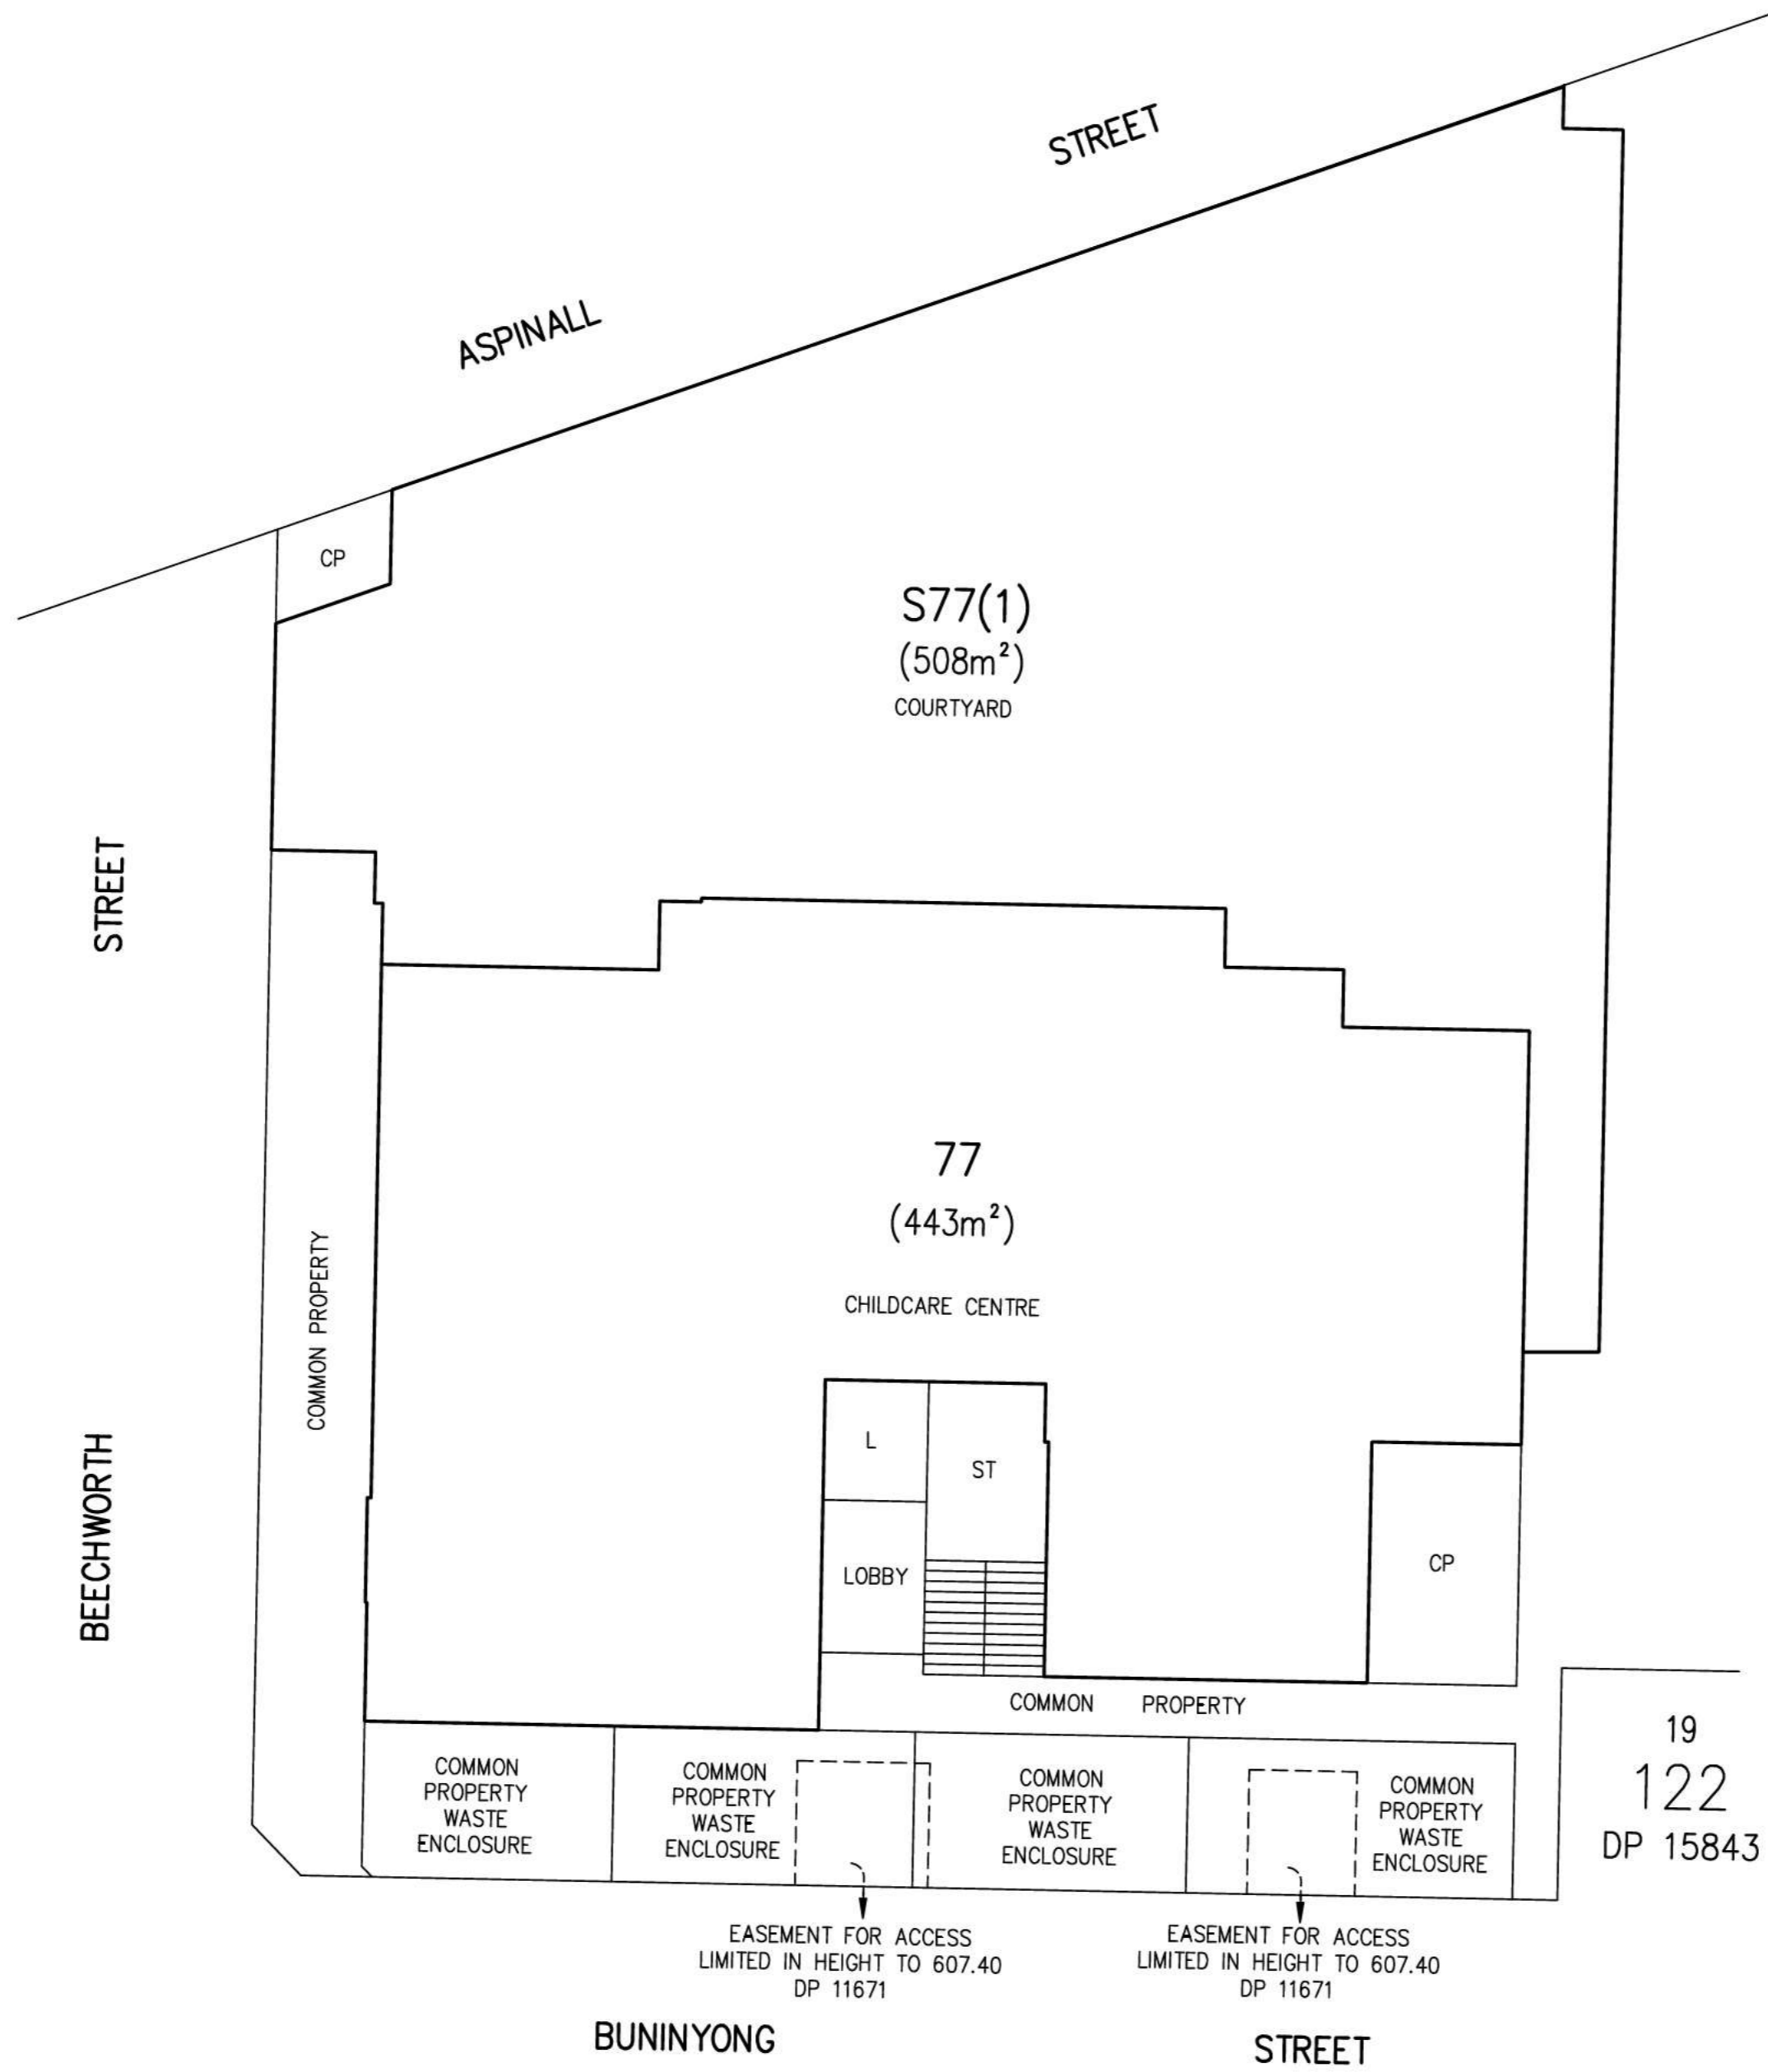 STREET
ASPINALL
CP
S77(1)
(508m²)
COURTYARD
STREET
BEECHWORTH
COMMON PROPERTY
77
(443m²)
CHILDCARE CENTRE
L
ST
LOBBY
CP
COMMON PROPERTY
COMMON
PROPERTY
WASTE
ENCLOSURE
COMMON
PROPERTY
WASTE
ENCLOSURE
COMMON
PROPERTY
WASTE
ENCLOSURE
COMMON
PROPERTY
WASTE
ENCLOSURE
19
122
DP 15843
EASEMENT FOR ACCESS
LIMITED IN HEIGHT TO 607.40
DP 11671
EASEMENT FOR ACCESS
LIMITED IN HEIGHT TO 607.40
DP 11671
BUNINYONG STREET